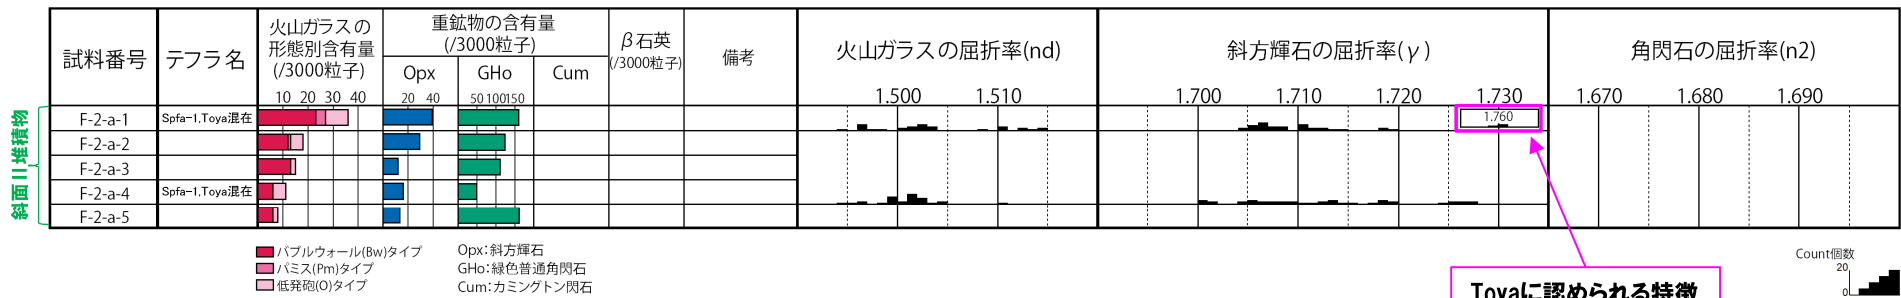 試料番号
テフラ名
火山ガラスの
形態別含有量
(/3000粒子)
10 20 30 40
重鉱物の含有量
(/3000粒子)
Opx GHo Cum
20 40
50 100 150
β石英
(/3000粒子)
備考
火山ガラスの屈折率(nd)
1.500 1.510
斜方輝石の屈折率(γ)
1.700 1.710 1.720 1.730
角閃石の屈折率(n2)
1.670 1.680 1.690
斜面II堆積物
F-2-a-1 Spfa-1,Toya混在
1.760
F-2-a-2
F-2-a-3
F-2-a-4 Spfa-1,Toya混在
F-2-a-5
バブルウォール(Bw)タイプ
パミス(Pm)タイプ
低発砲(O)タイプ
Opx:斜方輝石
GHo:緑色普通角閃石
Cum:カミングトン閃石
Toyaに認められる特徴
Count個数
20
0